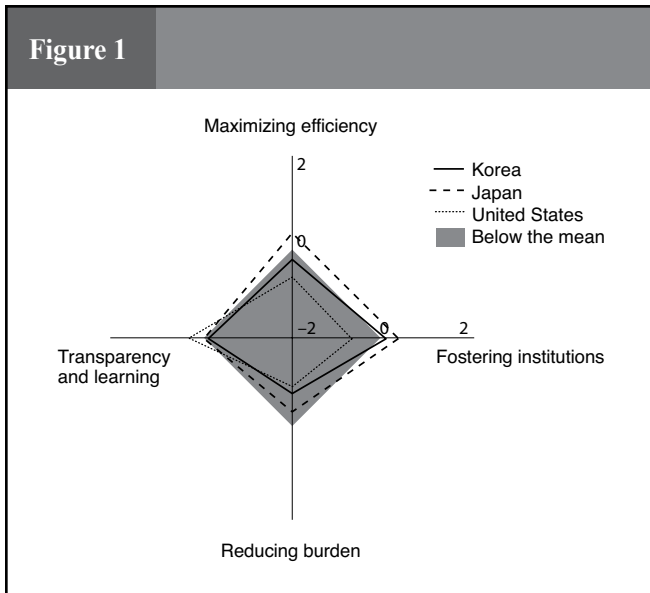 Figure 1
Maximizing efficiency
2
Korea
Japan
United States
Below the mean
0
–2
0
2
Transparency
and learning
Fostering institutions
Reducing burden